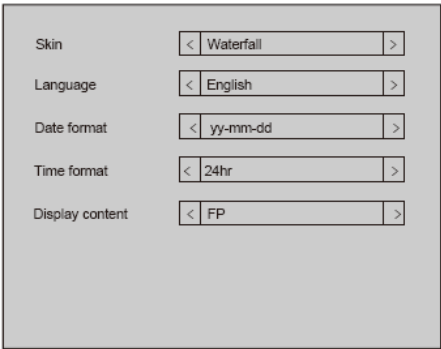 Skin < Waterfall >
Language < English >
Date format < yy-mm-dd >
Time format < 24hr >
Display content < FP >